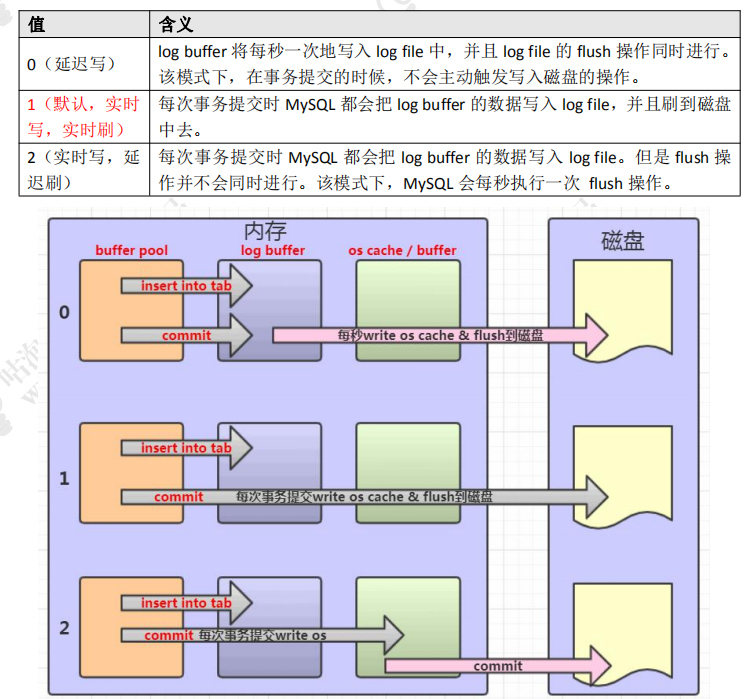 值 含义
0（延迟写） log buffer 将每秒一次地写入 log file 中，并且 log file 的 flush 操作同时进行。
该模式下，在事务提交的时候，不会主动触发写入磁盘的操作。
1（默认，实时
写，实时刷）
每次事务提交时 MySQL 都会把 log buffer 的数据写入 log file，并且刷到磁盘
中去。
2（实时写，延
迟刷）
每次事务提交时 MySQL 都会把 log buffer 的数据写入 log file。但是 flush 操
作并不会同时进行。该模式下，MySQL 会每秒执行一次 flush 操作。
内存
磁盘
buffer pool
log buffer
os cache / buffer
0
insert into tab
commit
每秒write os cache & flush到磁盘
1
insert into tab
commit 每次事务提交write os cache & flush到磁盘
2
insert into tab
commit 每次事务提交write os
commit